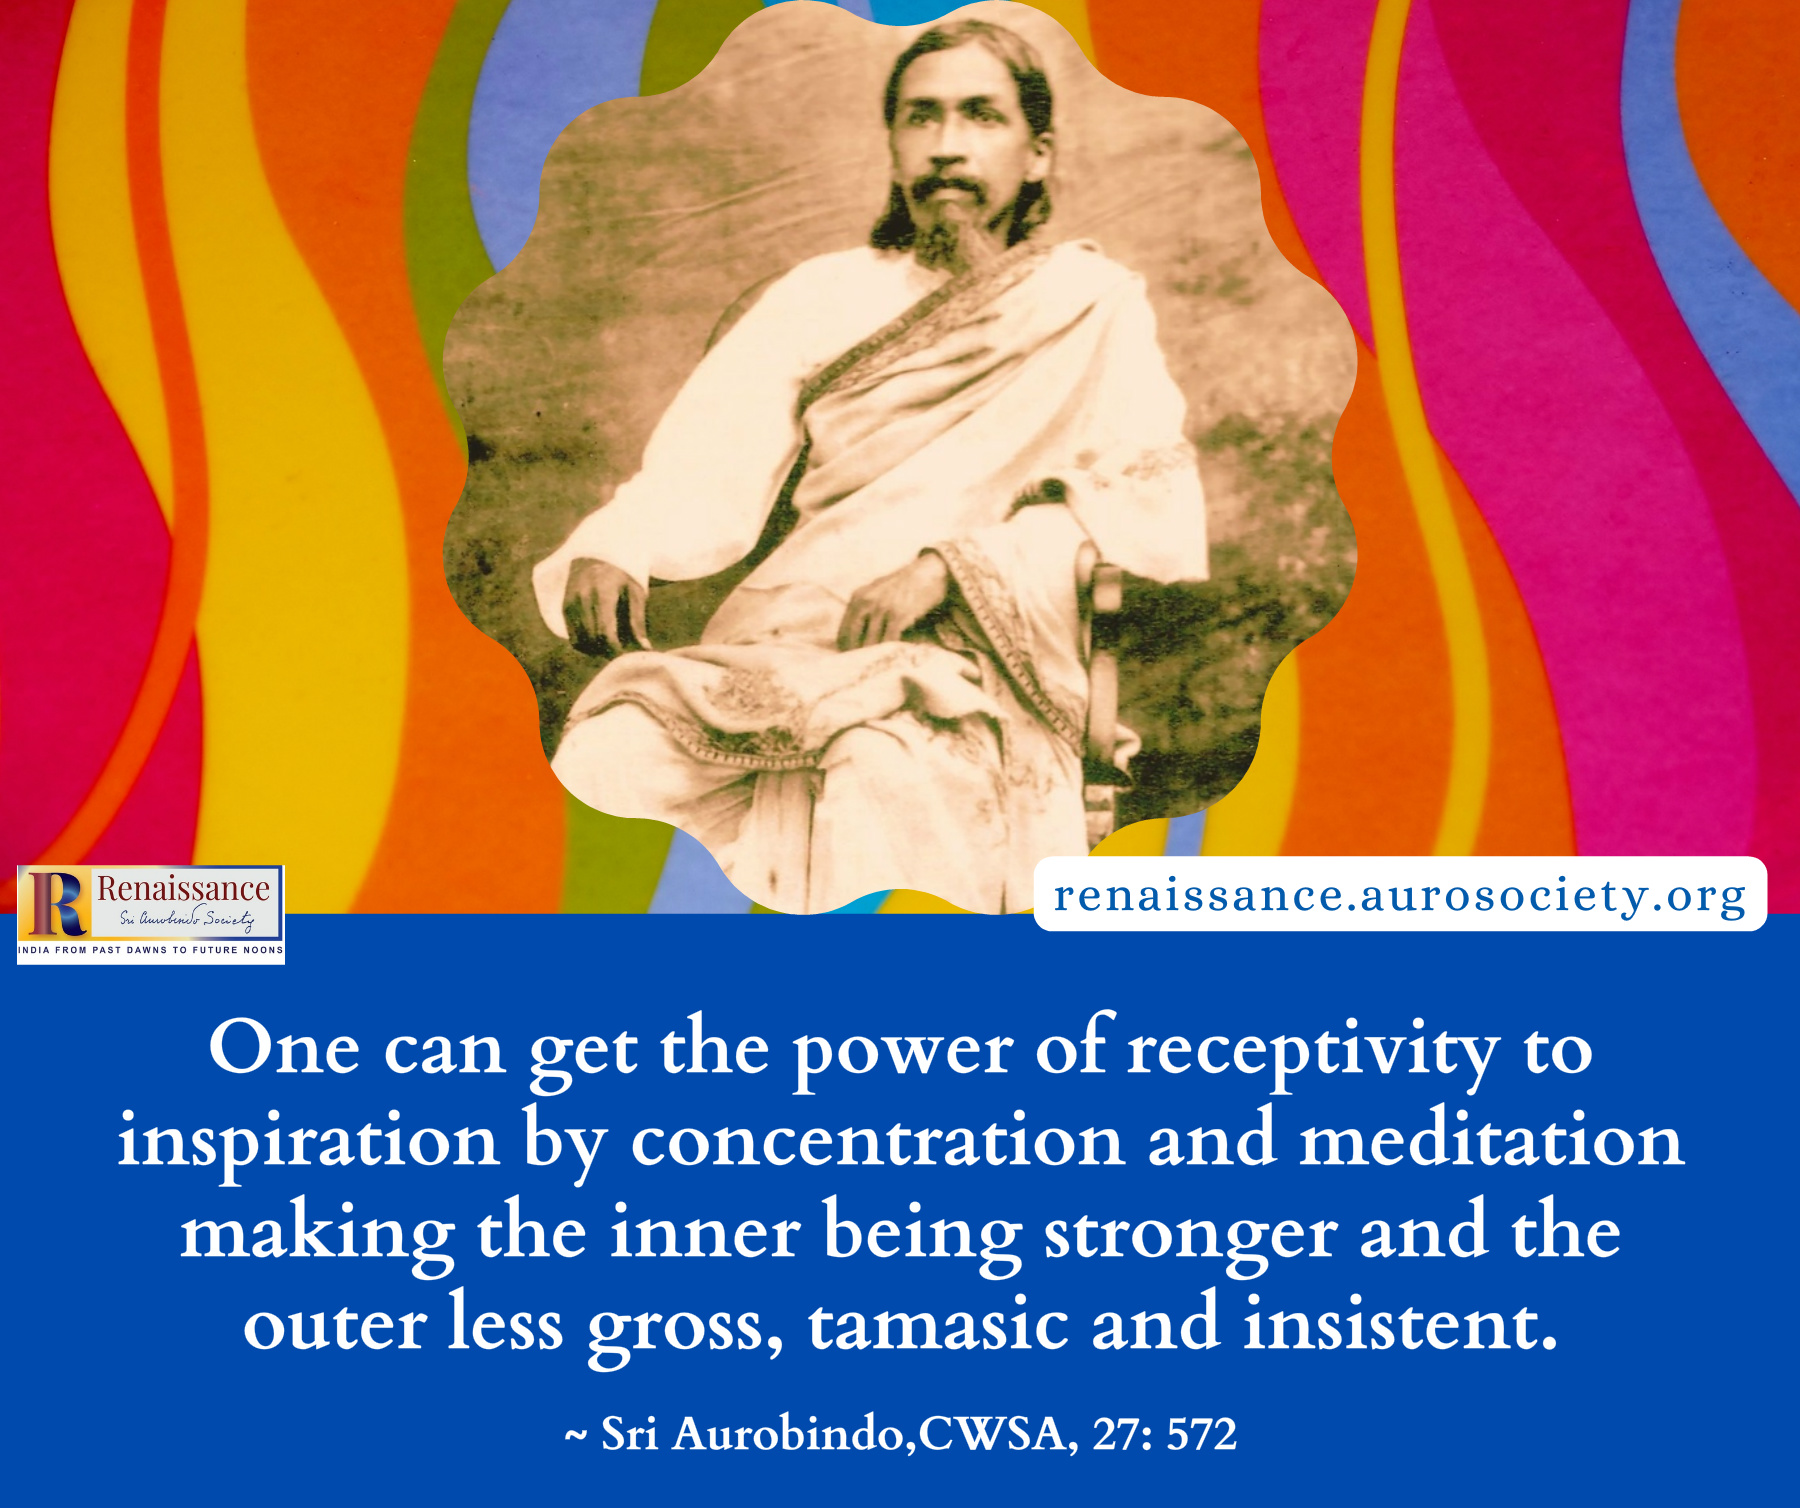 Renaissance
Sri Aurobindo Society
INDIA FROM PAST DAWNS TO FUTURE NOONS
renaissance.aurosociety.org
One can get the power of receptivity to
inspiration by concentration and meditation
making the inner being stronger and the
outer less gross, tamasic and insistent.
~ Sri Aurobindo,CWSA, 27: 572